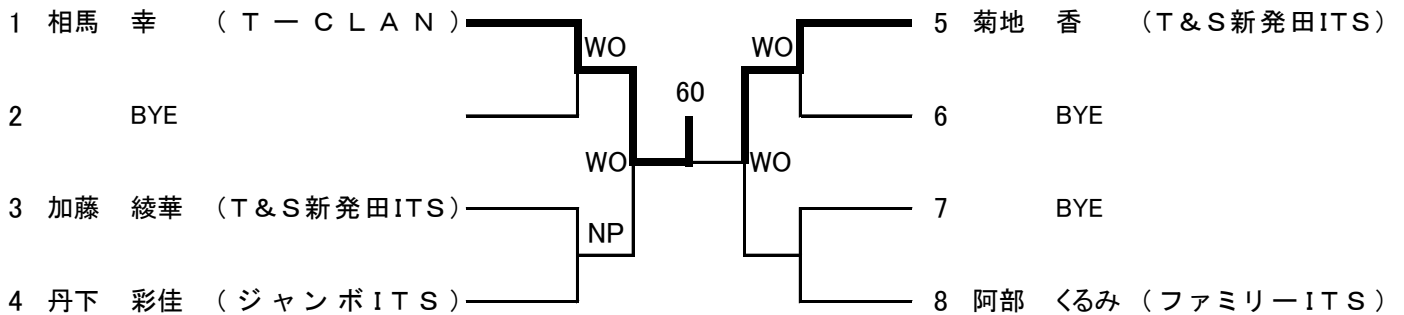 1 相馬 幸 (T－CLAN)
WO
2 BYE
WO
3 加藤 綾華 (T&S新発田ITS)
NP
4 丹下 彩佳 (ジャンボITS)
60
5 菊地 香 (T&S新発田ITS)
WO
6 BYE
WO
7 BYE
8 阿部 くるみ (ファミリーITS)